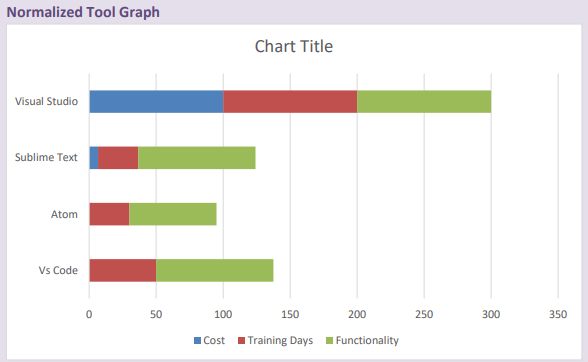 Normalized Tool Graph
Chart Title
Visual Studio
Sublime Text
Atom
Vs Code
0 50 100 150 200 250 300 350
Cost Training Days Functionality